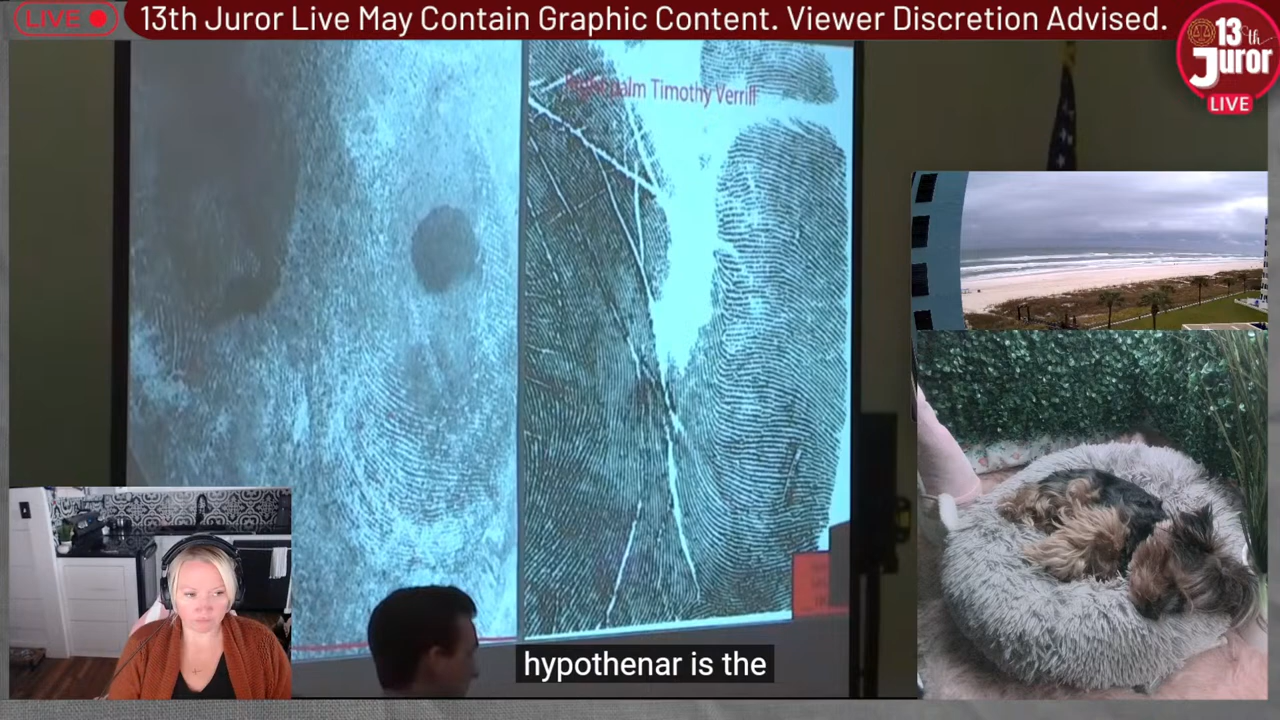 LIVE
13th Juror Live May Contain Graphic Content. Viewer Discretion Advised.
13th
Juror
LIVE
Right palm Timothy Verrill
hypothenar is the